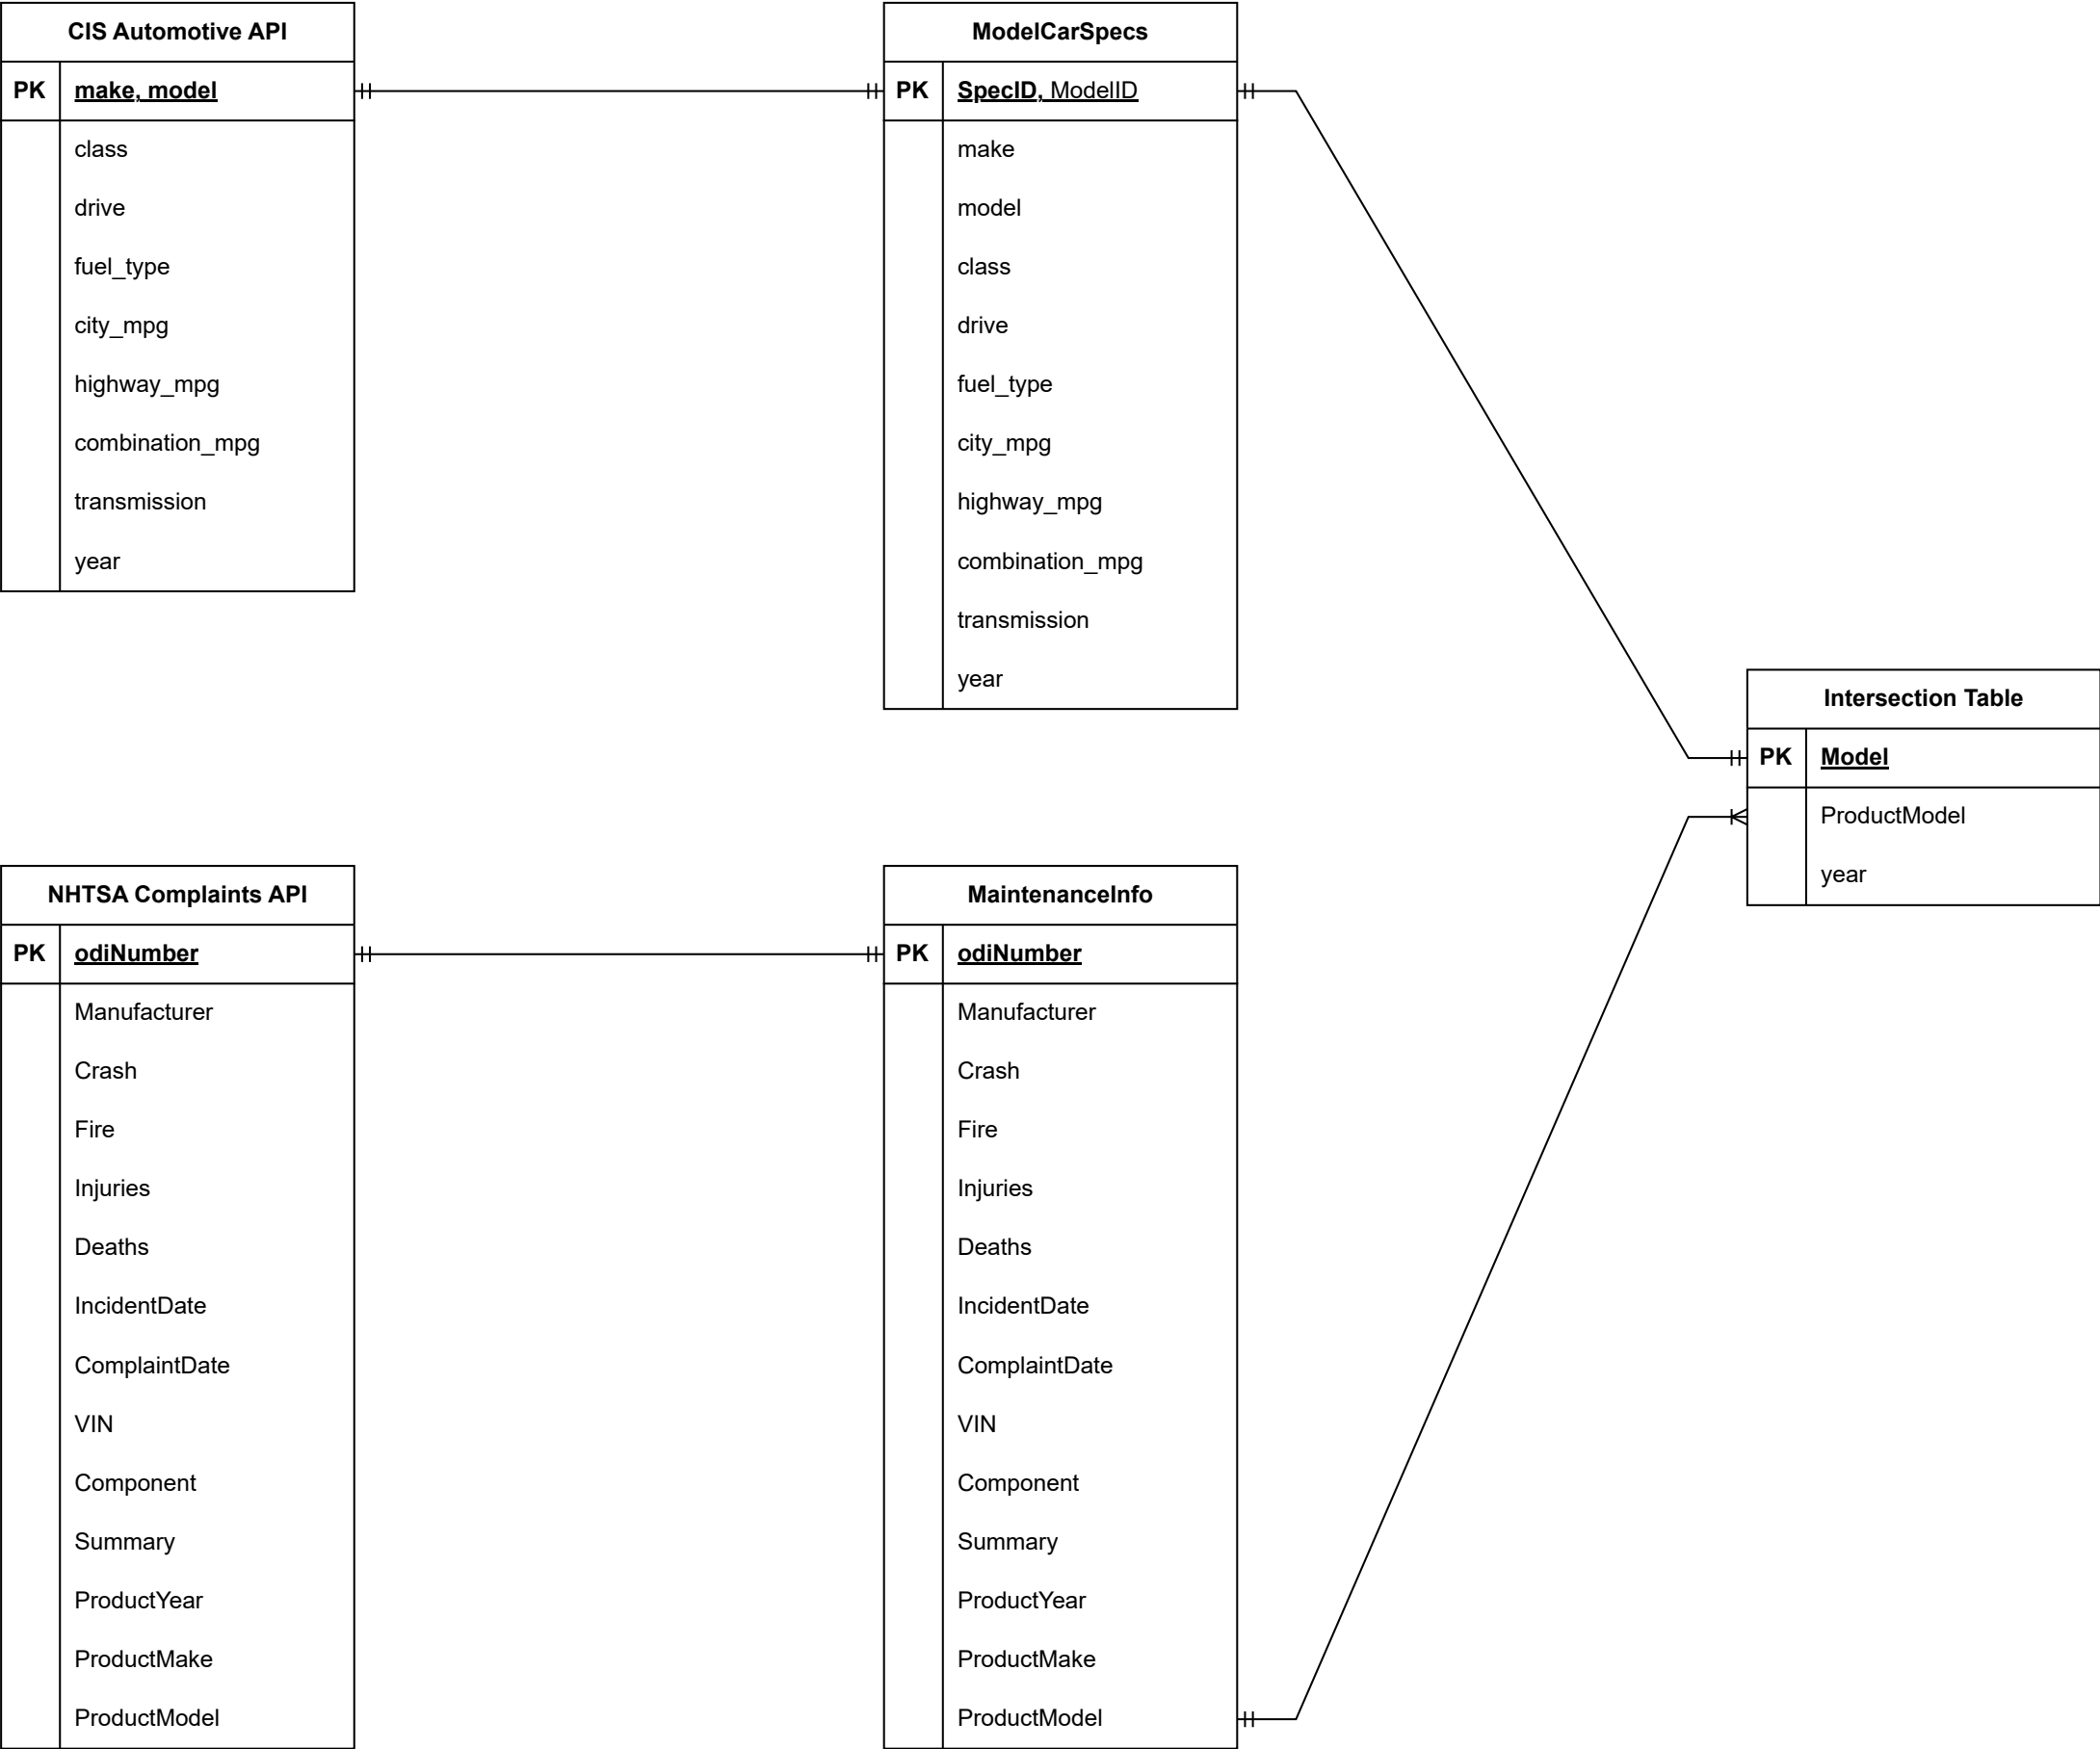 CIS Automotive API
PK make, model
class
drive
fuel_type
city_mpg
highway_mpg
combination_mpg
transmission
year
ModelCarSpecs
PK SpecID, ModelID
make
model
class
drive
fuel_type
city_mpg
highway_mpg
combination_mpg
transmission
year
Intersection Table
PK Model
ProductModel
year
NHTSA Complaints API
PK odiNumber
Manufacturer
Crash
Fire
Injuries
Deaths
IncidentDate
ComplaintDate
VIN
Component
Summary
ProductYear
ProductMake
ProductModel
MaintenanceInfo
PK odiNumber
Manufacturer
Crash
Fire
Injuries
Deaths
IncidentDate
ComplaintDate
VIN
Component
Summary
ProductYear
ProductMake
ProductModel